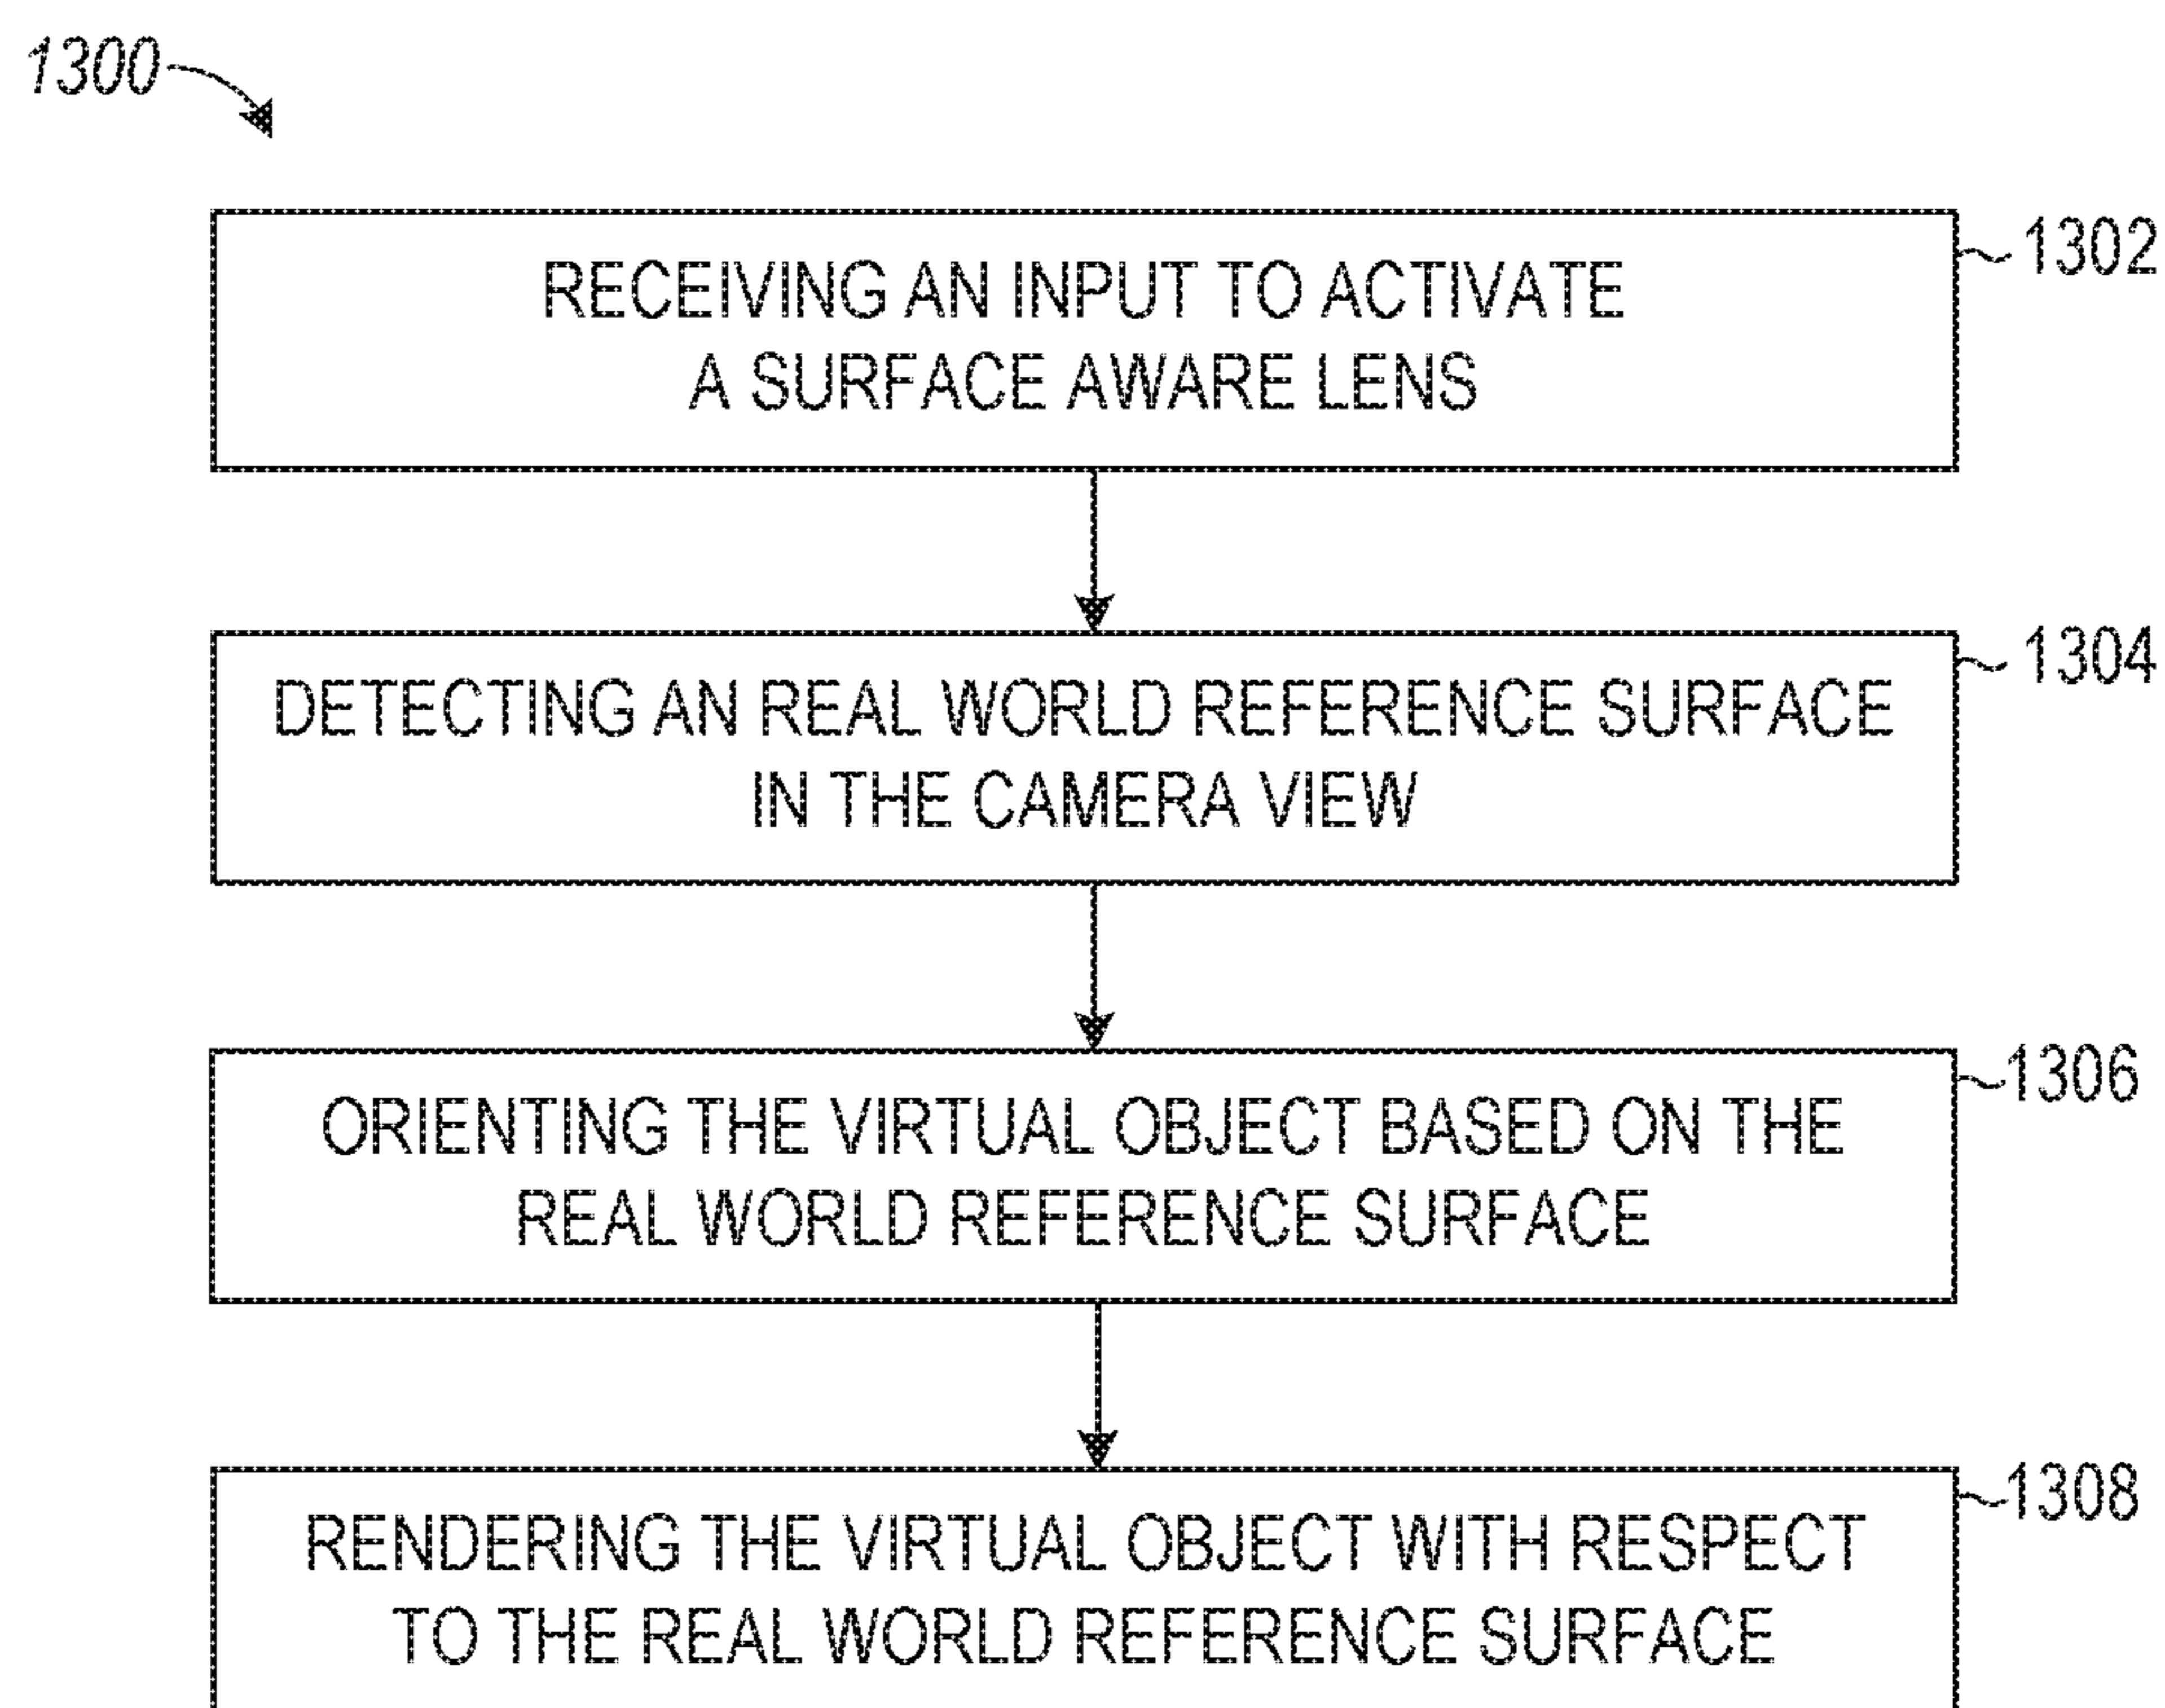 1300
RECEIVING AN INPUT TO ACTIVATE
A SURFACE AWARE LENS
1302
DETECTING AN REAL WORLD REFERENCE SURFACE
IN THE CAMERA VIEW
1304
ORIENTING THE VIRTUAL OBJECT BASED ON THE
REAL WORLD REFERENCE SURFACE
1306
RENDERING THE VIRTUAL OBJECT WITH RESPECT
TO THE REAL WORLD REFERENCE SURFACE
1308